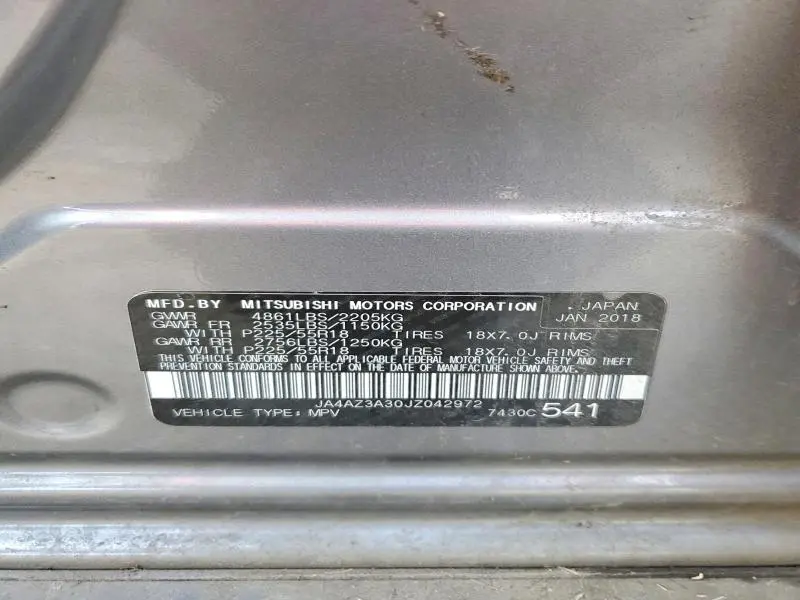 MFD.BY MITSUBISHI MOTORS CORPORATION . JAPAN
GVWR 4861LBS/2205KG JAN 2018
GAWR FR 2535LBS/1150KG
WITH P225/55R18 TIRES 18X7.0J RIMS
GAWR RR 2756LBS/1250KG
WITH P225/55R18 TIRES 18X7.0J RIMS
THIS VEHICLE CONFORMS TO ALL APPLICABLE FEDERAL MOTOR VEHICLE SAFETY AND THEFT
PREVENTION STANDARDS IN EFFECT ON THE DATE OF MANUFACTURE SHOWN ABOVE.
JA4AZ3A30JZ042972
VEHICLE TYPE: MPV 7430C 541